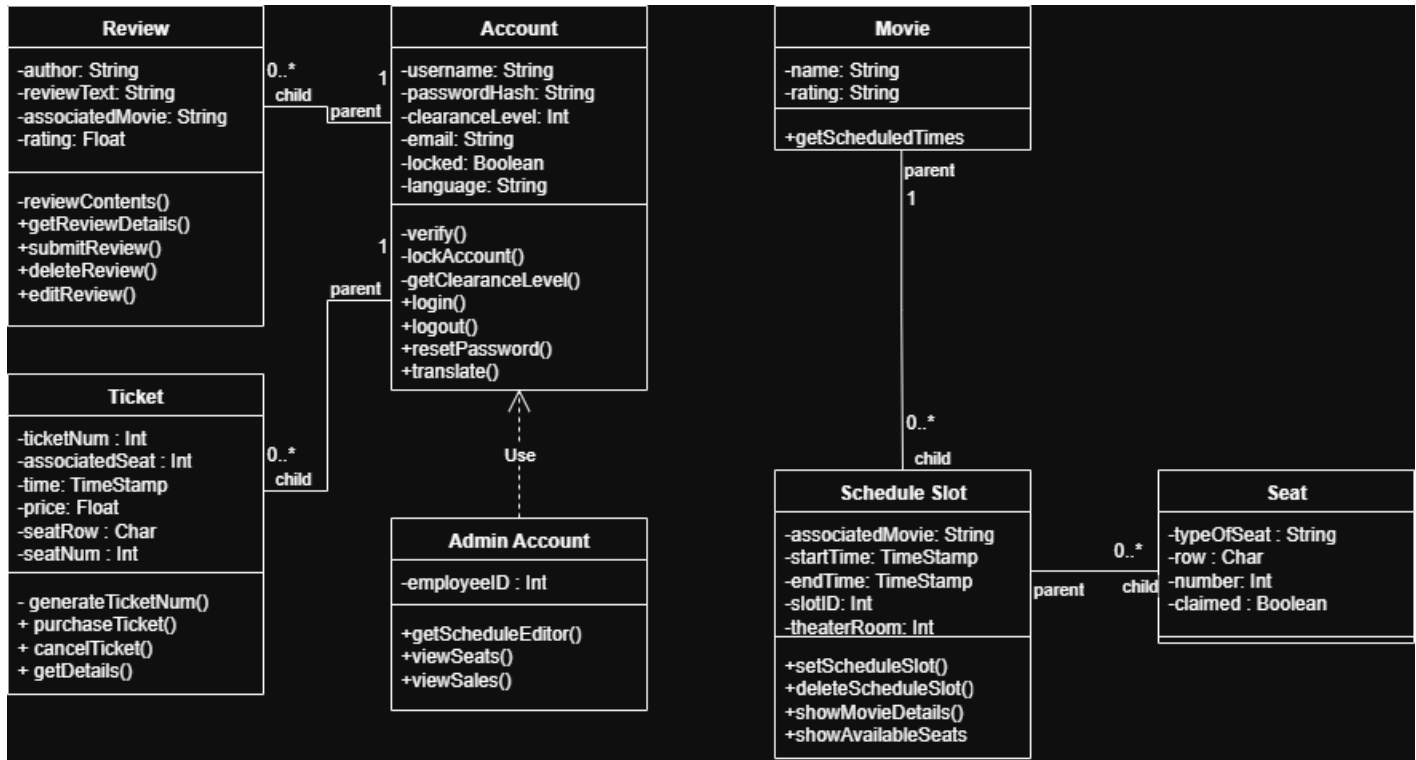 Review
-author: String
-reviewText: String
-associatedMovie: String
-rating: Float
-reviewContents()
+getReviewDetails()
+submitReview()
+deleteReview()
+editReview()
0..*
child
1
parent
Account
-username: String
-passwordHash: String
-clearanceLevel: Int
-email: String
-locked: Boolean
-language: String
-verify()
-lockAccount()
-getClearanceLevel()
+login()
+logout()
+resetPassword()
+translate()
1
parent
0..*
child
Ticket
-ticketNum : Int
-associatedSeat : Int
-time: TimeStamp
-price: Float
-seatRow : Char
-seatNum : Int
- generateTicketNum()
+ purchaseTicket()
+ cancelTicket()
+ getDetails()
Use
Admin Account
-employeeID : Int
+getScheduleEditor()
+viewSeats()
+viewSales()
Movie
-name: String
-rating: String
+getScheduledTimes
parent
1
0..*
child
Schedule Slot
-associatedMovie: String
-startTime: TimeStamp
-endTime: TimeStamp
-slotID: Int
-theaterRoom: Int
+setScheduleSlot()
+deleteScheduleSlot()
+showMovieDetails()
+showAvailableSeats
parent
0..*
child
Seat
-typeOfSeat : String
-row : Char
-number: Int
-claimed : Boolean